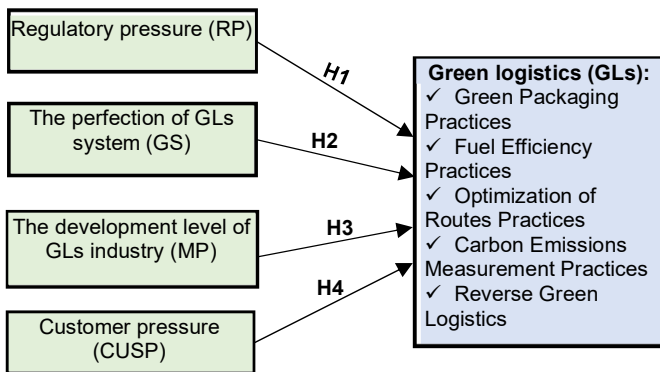 Regulatory pressure (RP)
H1
The perfection of GLs
system (GS)
H2
The development level of
GLs industry (MP)
H3
Customer pressure
(CUSP)
H4
Green logistics (GLs):
✓ Green Packaging
Practices
✓ Fuel Efficiency
Practices
✓ Optimization of
Routes Practices
✓ Carbon Emissions
Measurement Practices
✓ Reverse Green
Logistics